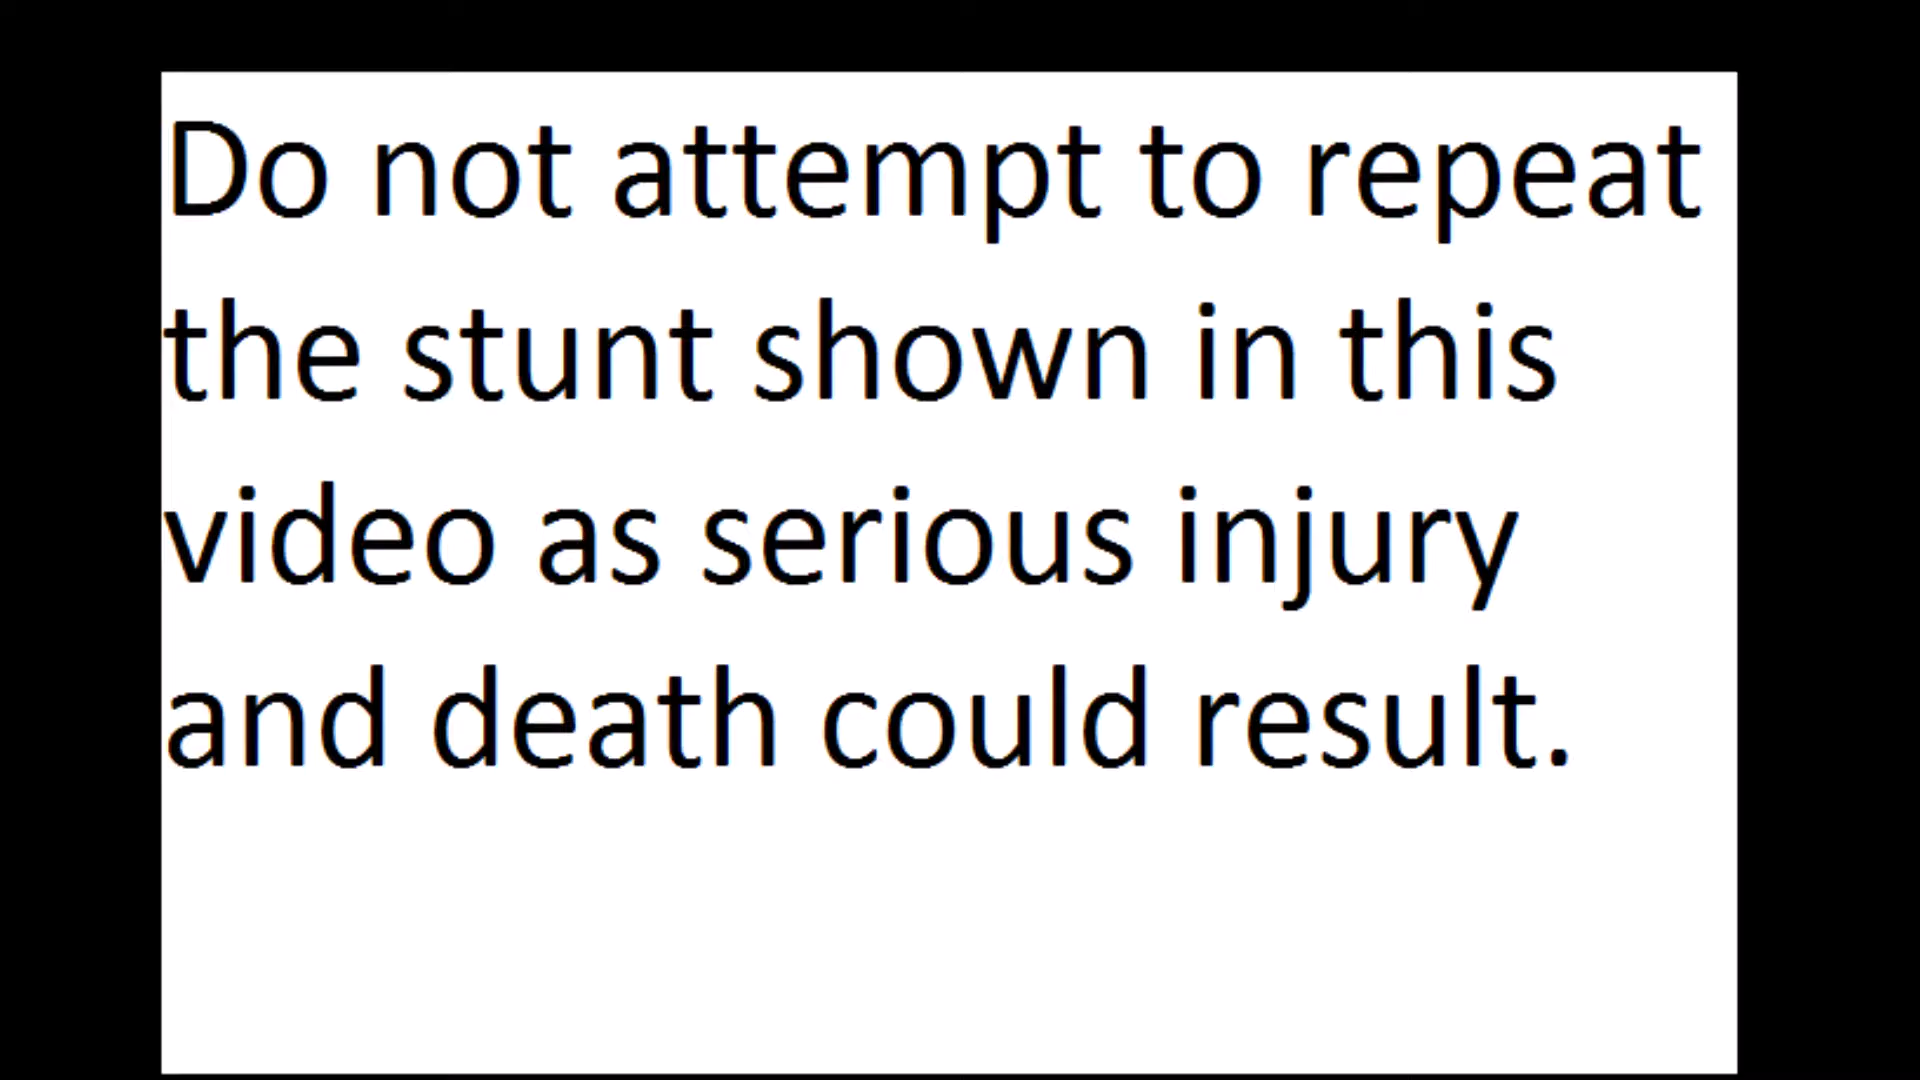 Do not attempt to repeat
the stunt shown in this
video as serious injury
and death could result.